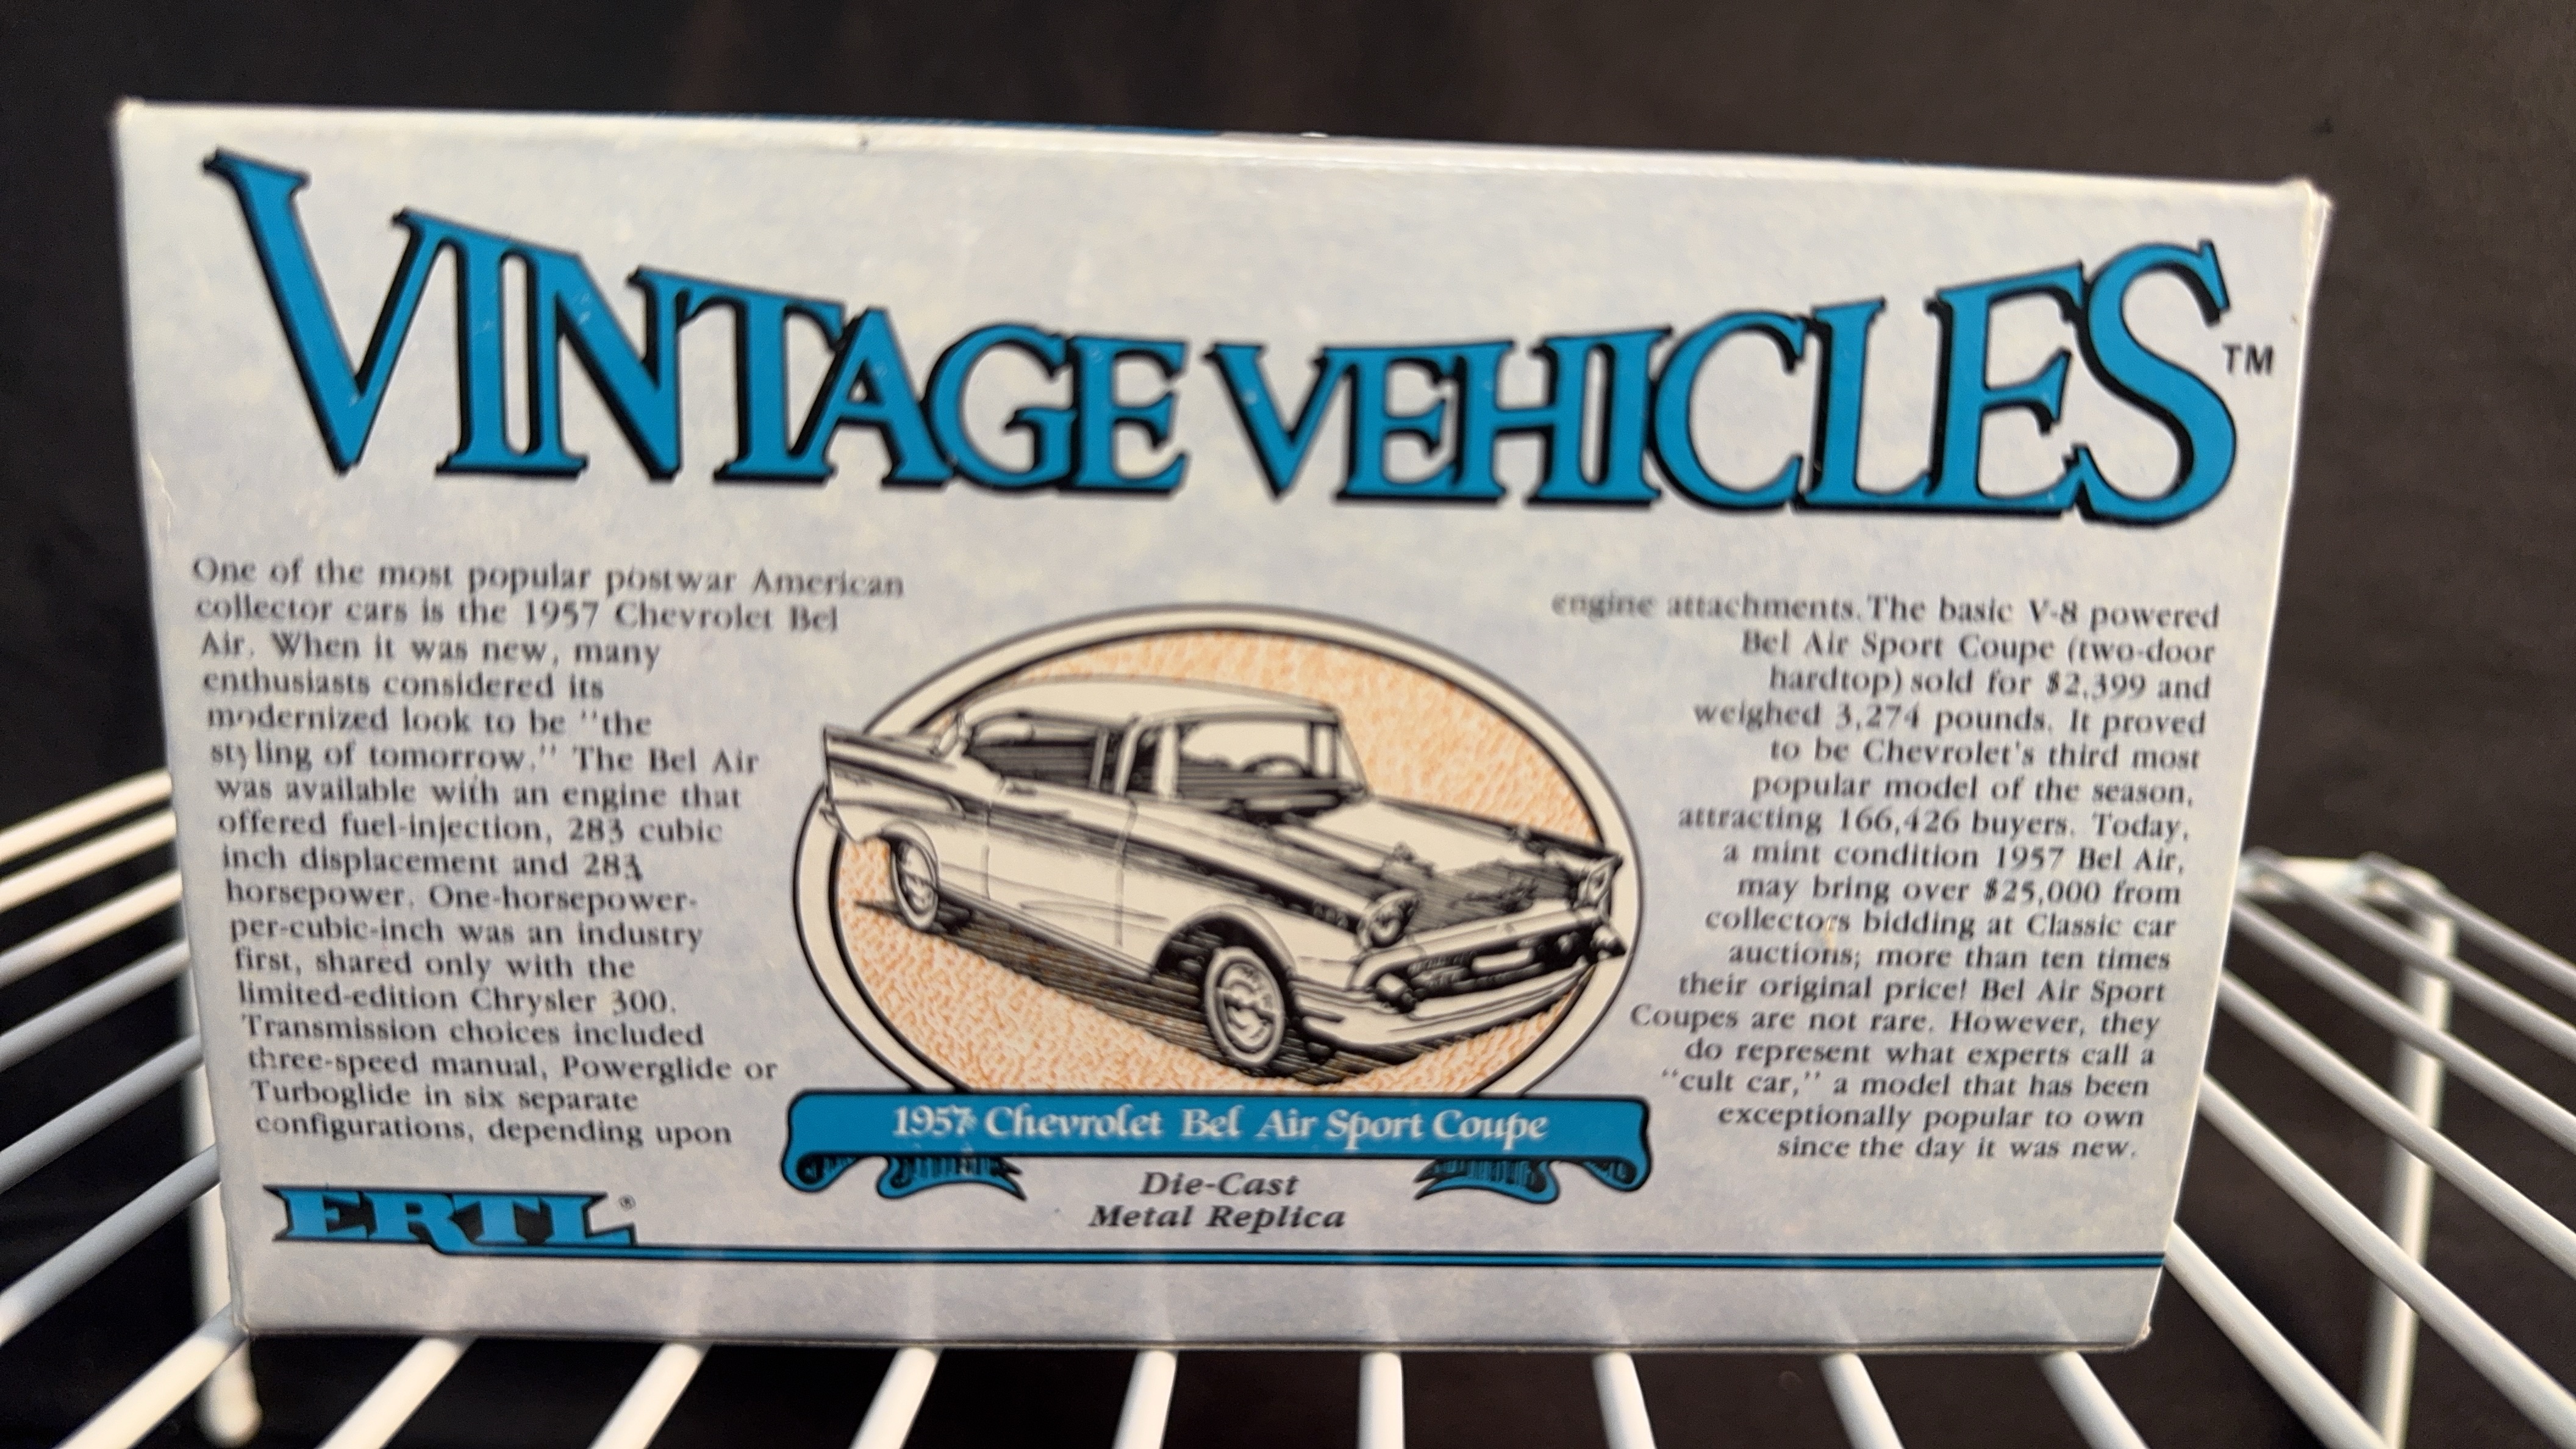 VINTAGE VEHICLES™
One of the most popular postwar American
collector cars is the 1957 Chevrolet Bel
Air. When it was new, many
enthusiasts considered its
modernized look to be "the
styling of tomorrow." The Bel Air
was available with an engine that
offered fuel-injection, 283 cubic
inch displacement and 283
horsepower. One-horsepower-
per-cubic-inch was an industry
first, shared only with the
limited-edition Chrysler 300.
Transmission choices included
three-speed manual, Powerglide or
Turboglide in six separate
configurations, depending upon
engine attachments. The basic V-8 powered
Bel Air Sport Coupe (two-door
hardtop) sold for $2,399 and
weighed 3,274 pounds. It proved
to be Chevrolet's third most
popular model of the season,
attracting 166,426 buyers. Today,
a mint condition 1957 Bel Air,
may bring over $25,000 from
collectors bidding at Classic car
auctions; more than ten times
their original price! Bel Air Sport
Coupes are not rare. However, they
do represent what experts call a
"cult car," a model that has been
exceptionally popular to own
since the day it was new.
1957 Chevrolet Bel Air Sport Coupe
Die-Cast
Metal Replica
ERTL®